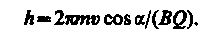 h = 2πmv cos α/(BQ).